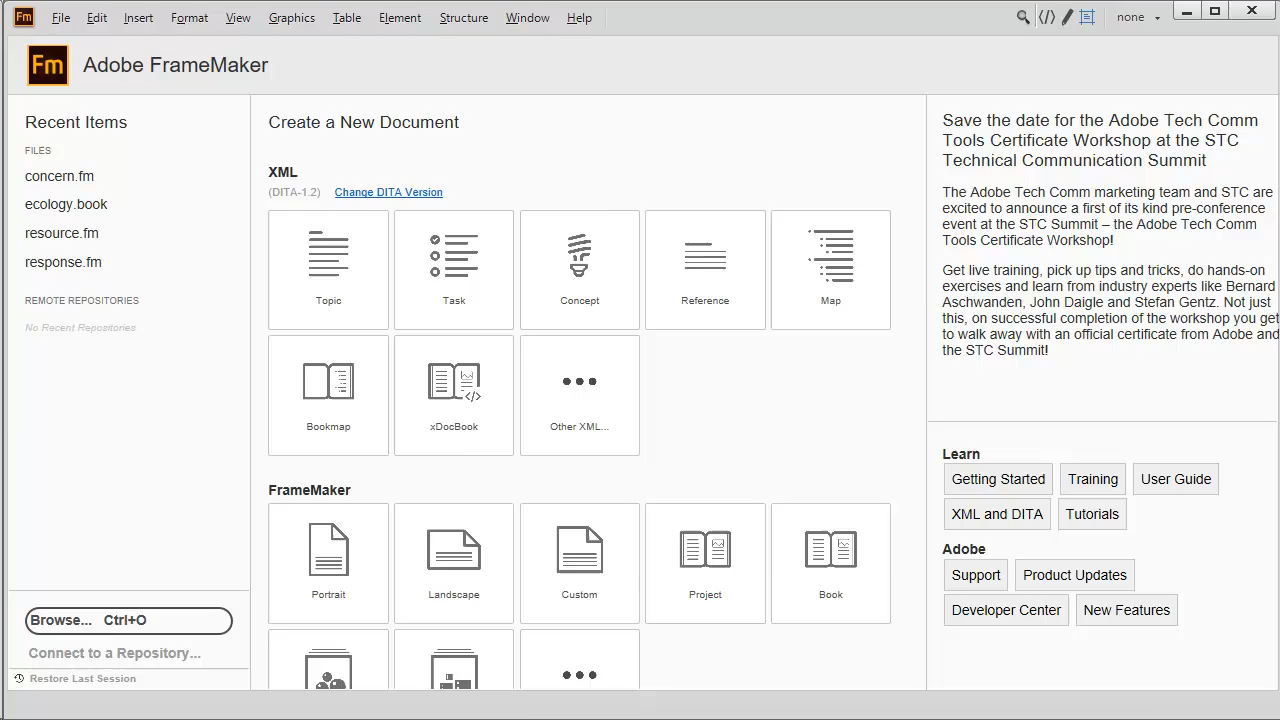 Fm File Edit Insert Format View Graphics Table Element Structure Window Help </> none
Fm Adobe FrameMaker
Recent Items
FILES
concern.fm
ecology.book
resource.fm
response.fm
REMOTE REPOSITORIES
No Recent Repositories
Browse... Ctrl+O
Connect to a Repository...
Restore Last Session
Create a New Document
XML
(DITA-1.2) Change DITA Version
Topic Task Concept Reference Map
Bookmap xDocBook Other XML...
FrameMaker
Portrait Landscape Custom Project Book
Save the date for the Adobe Tech Comm
Tools Certificate Workshop at the STC
Technical Communication Summit
The Adobe Tech Comm marketing team and STC are
excited to announce a first of its kind pre-conference
event at the STC Summit – the Adobe Tech Comm
Tools Certificate Workshop!
Get live training, pick up tips and tricks, do hands-on
exercises and learn from industry experts like Bernard
Aschwanden, John Daigle and Stefan Gentz. Not just
this, on successful completion of the workshop you get
to walk away with an official certificate from Adobe and
the STC Summit!
Learn
Getting Started Training User Guide
XML and DITA Tutorials
Adobe
Support Product Updates
Developer Center New Features